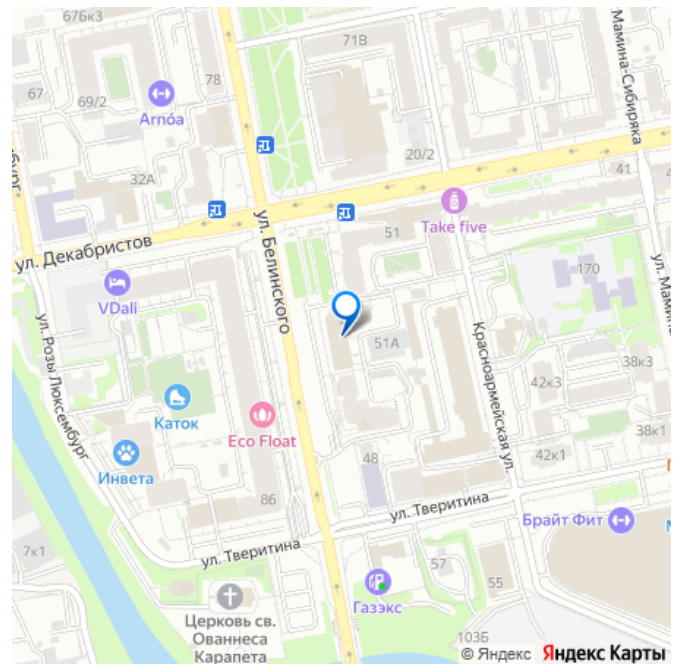 67Бк3
71В
67
69/2
78
Arnóa
20/2
41
ул. Мамина-Сибиряка
32А
Take five
51
ул. Декабристов
ул. Белинского
VDali
170
51А
ул. Розы Люксембург
Красноармейская ул.
38к3
42к3
Каток
Eco Float
38к1
42к1
48
Инвета
86
ул. Тверитина
ул. Тверитина
Брайт Фит
7к1
57
55
Газэкс
Церковь св.
Ованнеса
Карапета
103Б
© Яндекс Яндекс Карты